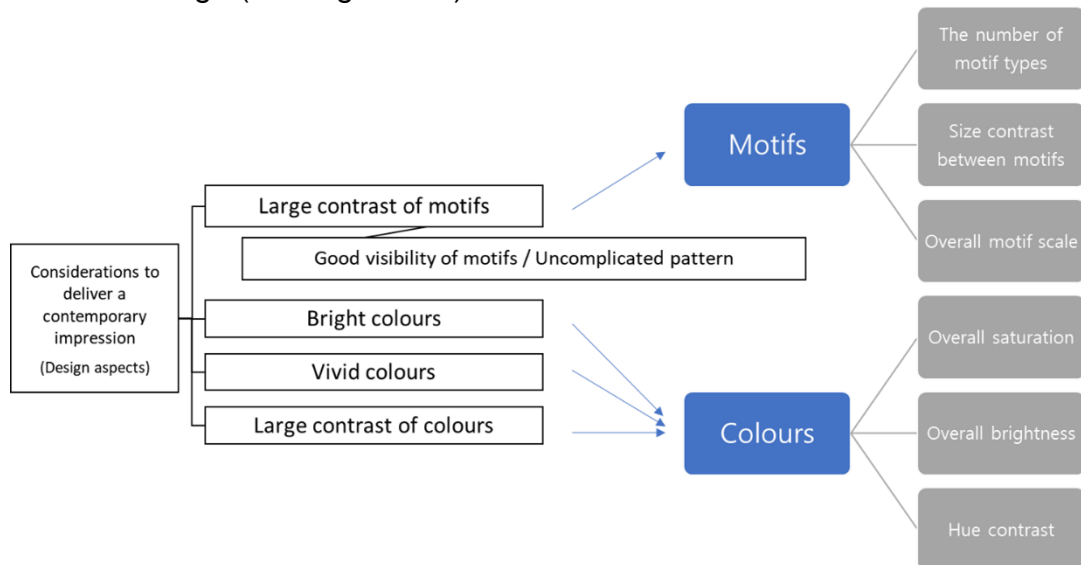 Considerations to
deliver a
contemporary
impression
(Design aspects)
Large contrast of motifs
Good visibility of motifs / Uncomplicated pattern
Bright colours
Vivid colours
Large contrast of colours
Motifs
Colours
The number of
motif types
Size contrast
between motifs
Overall motif scale
Overall saturation
Overall brightness
Hue contrast